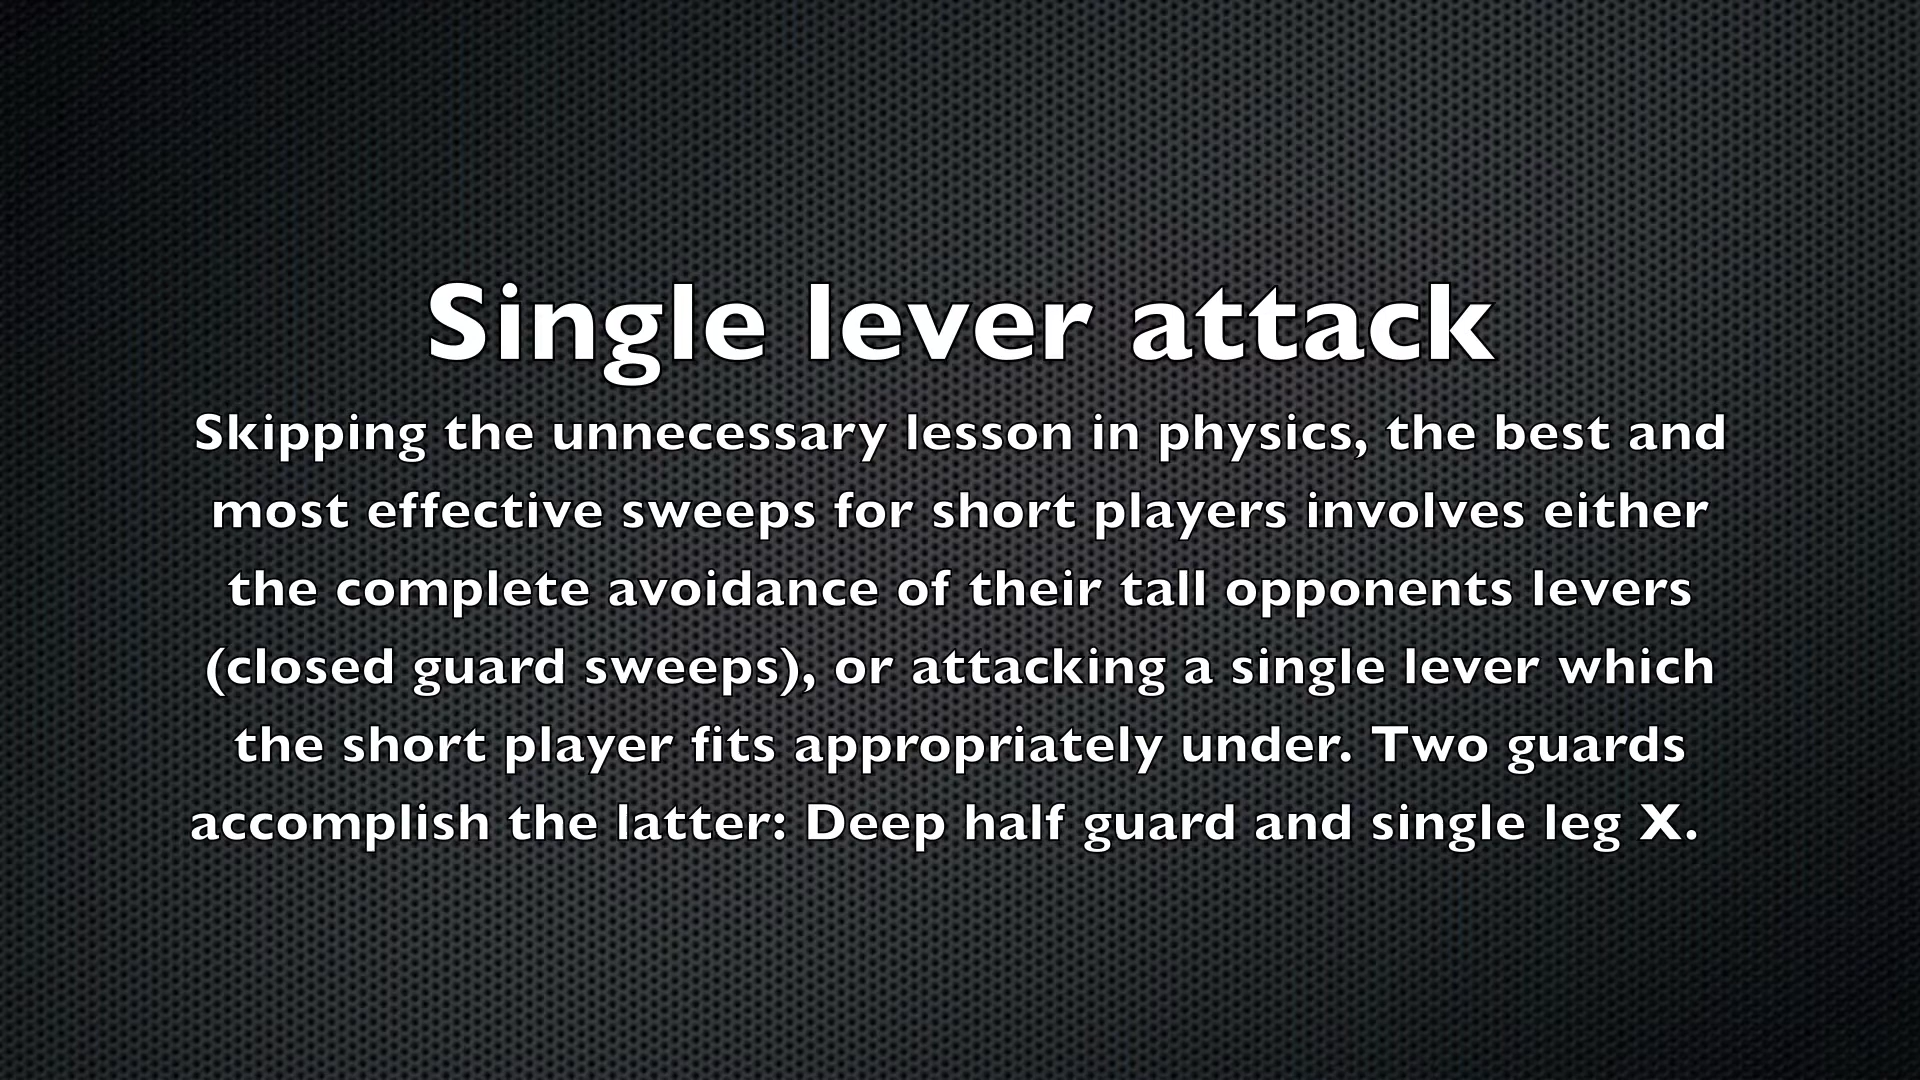 Single lever attack
Skipping the unnecessary lesson in physics, the best and
most effective sweeps for short players involves either
the complete avoidance of their tall opponents levers
(closed guard sweeps), or attacking a single lever which
the short player fits appropriately under. Two guards
accomplish the latter: Deep half guard and single leg X.